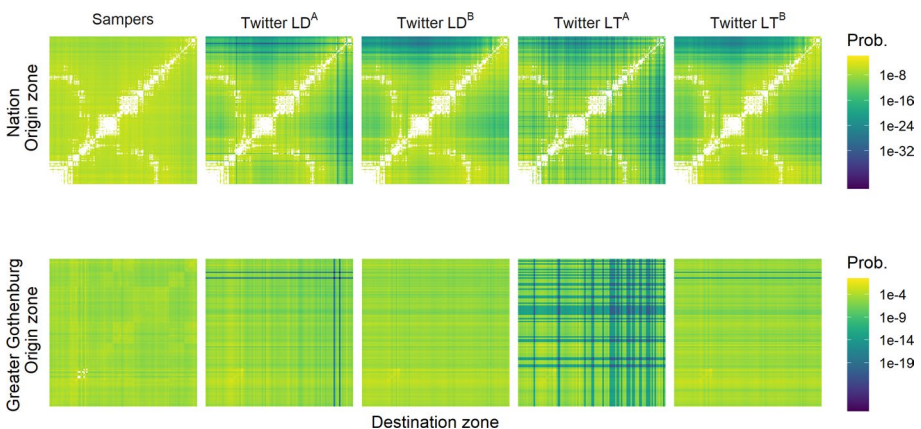 Sampers
Twitter LD^A
Twitter LD^B
Twitter LT^A
Twitter LT^B
Nation
Origin zone
Prob.
1e-8
1e-16
1e-24
1e-32
Greater Gothenburg
Origin zone
Prob.
1e-4
1e-9
1e-14
1e-19
Destination zone